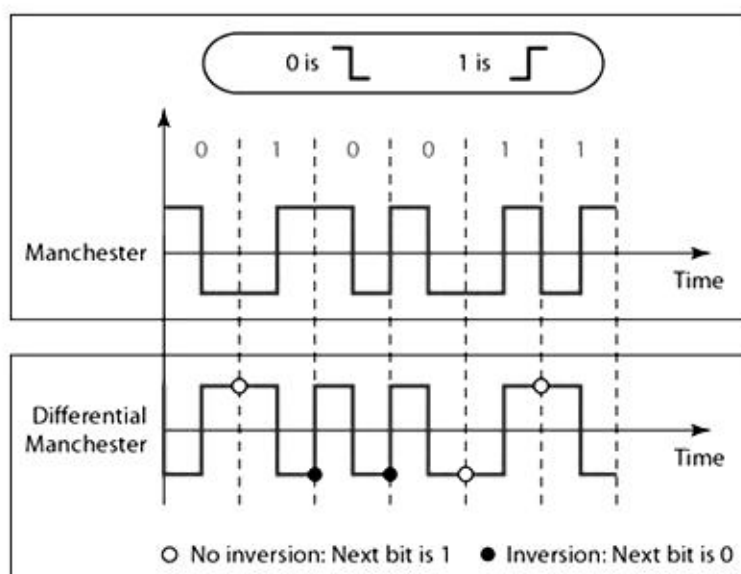 0 is 1 is
0 1 0 0 1 1
Manchester
Time
Differential
Manchester
Time
No inversion: Next bit is 1 Inversion: Next bit is 0